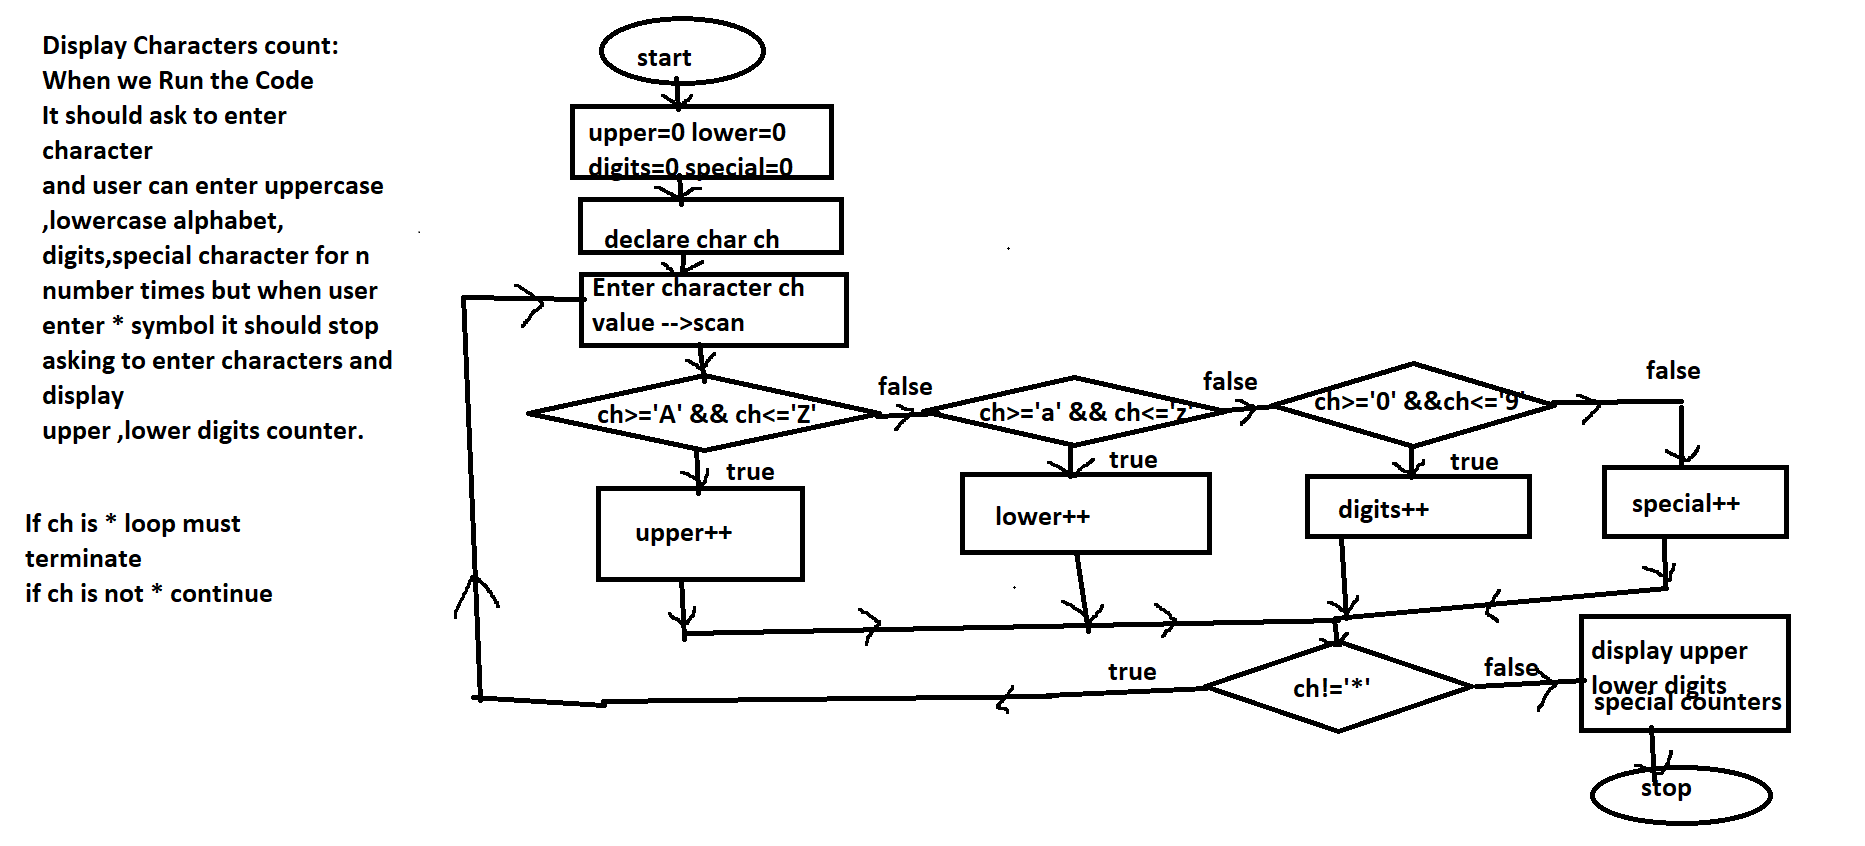 Display Characters count:
When we Run the Code
It should ask to enter
character
and user can enter uppercase
,lowercase alphabet,
digits,special character for n
number times but when user
enter * symbol it should stop
asking to enter characters and
display
upper ,lower digits counter.
If ch is * loop must
terminate
if ch is not * continue
start
upper=0 lower=0
digits=0 special=0
declare char ch
Enter character ch
value -->scan
ch>='A' && ch<='Z'
false
ch>='a' && ch<='z'
false
ch>='0' &&ch<='9'
false
true
true
true
upper++
lower++
digits++
special++
true
ch!='*'
false
display upper
lower digits
special counters
stop